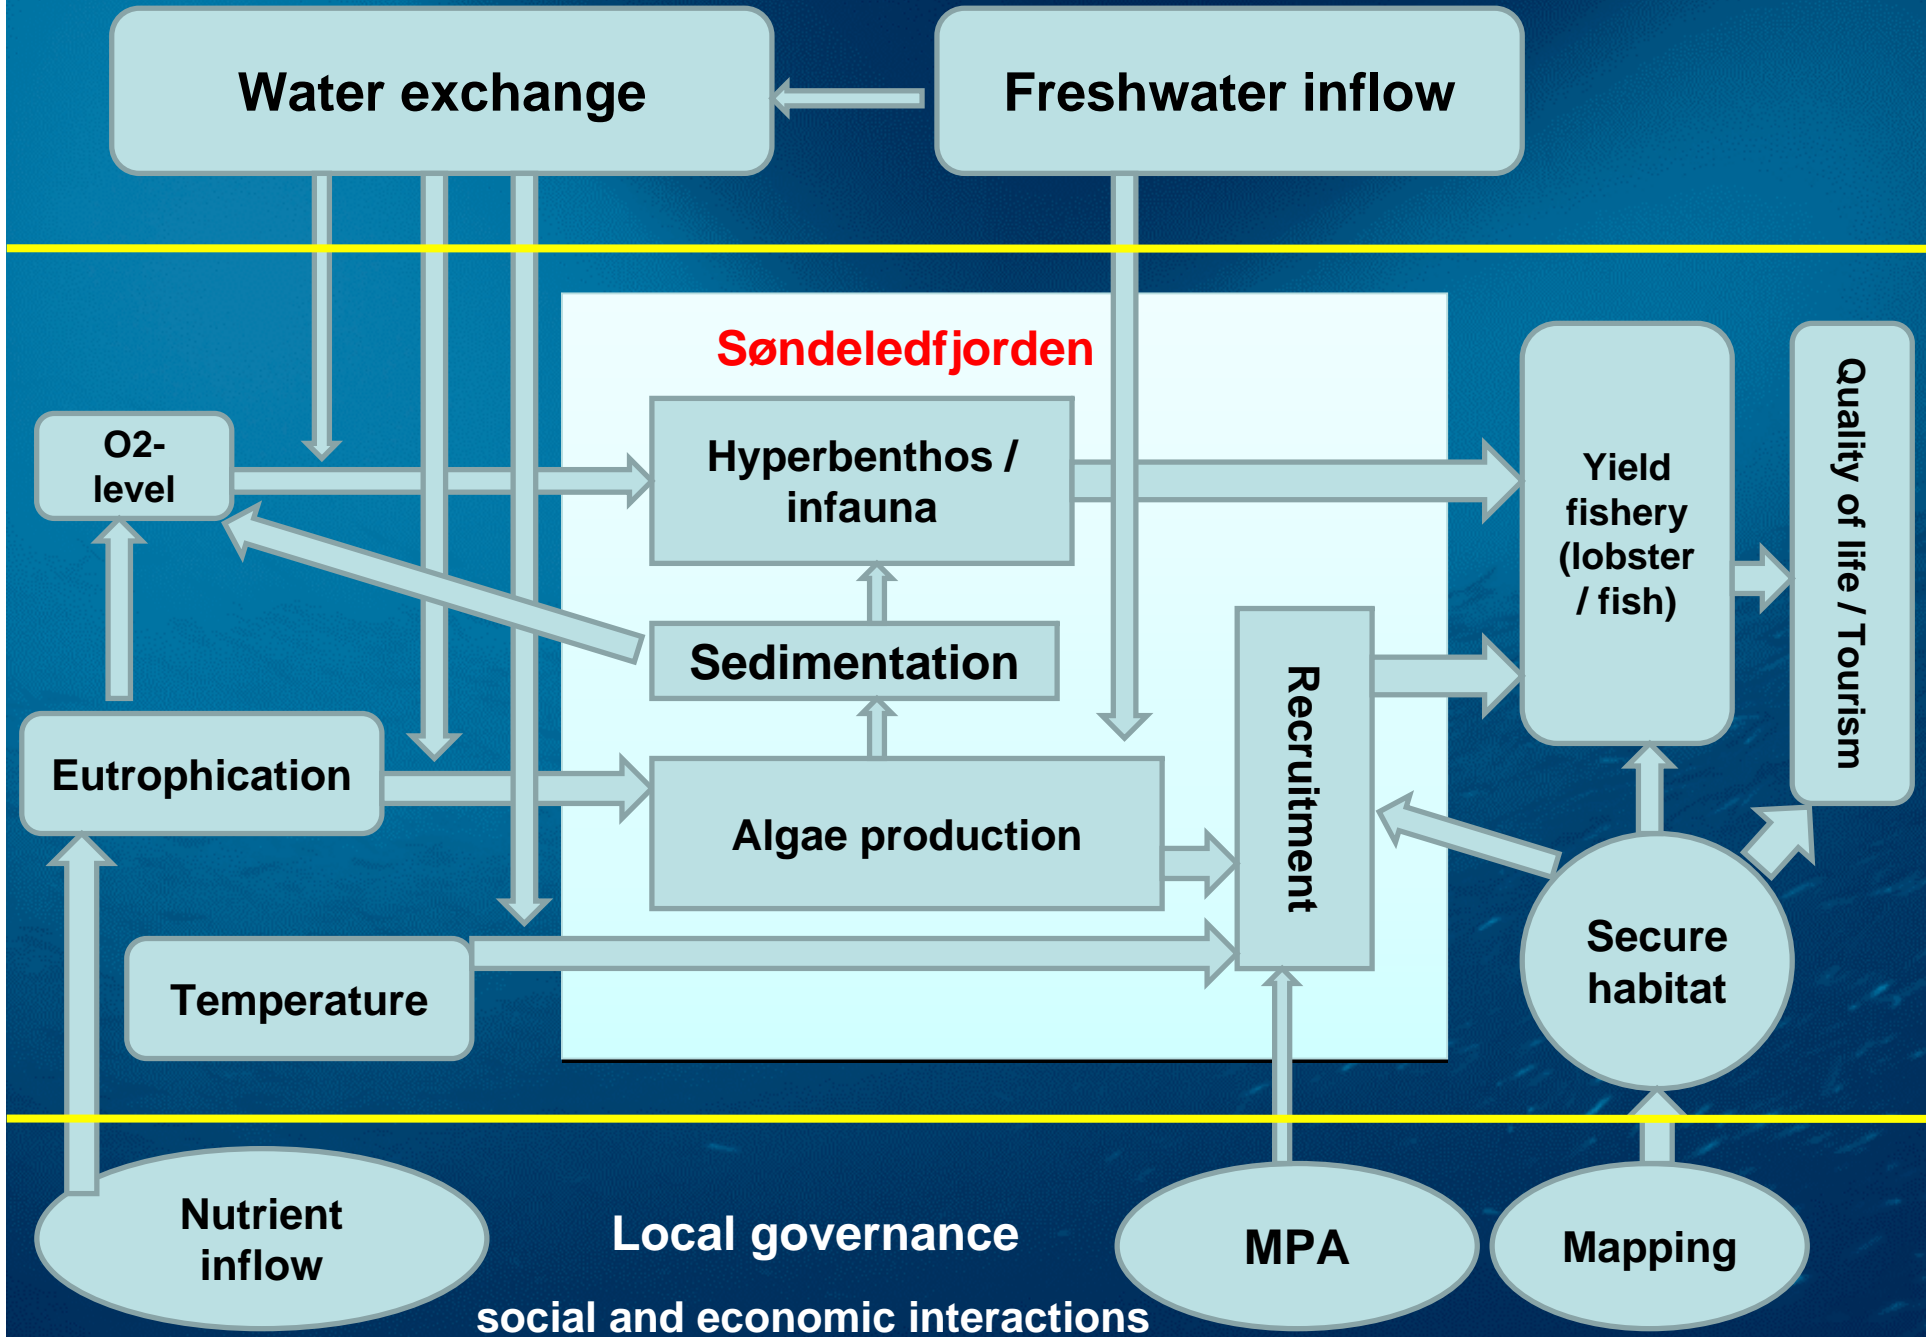 Water exchange
Freshwater inflow
Søndeledfjorden
O2-
level
Hyperbenthos /
infauna
Yield
fishery
(lobster
/ fish)
Quality of life / Tourism
Sedimentation
Recruitment
Eutrophication
Algae production
Secure
habitat
Temperature
Nutrient
inflow
Local governance
social and economic interactions
MPA
Mapping